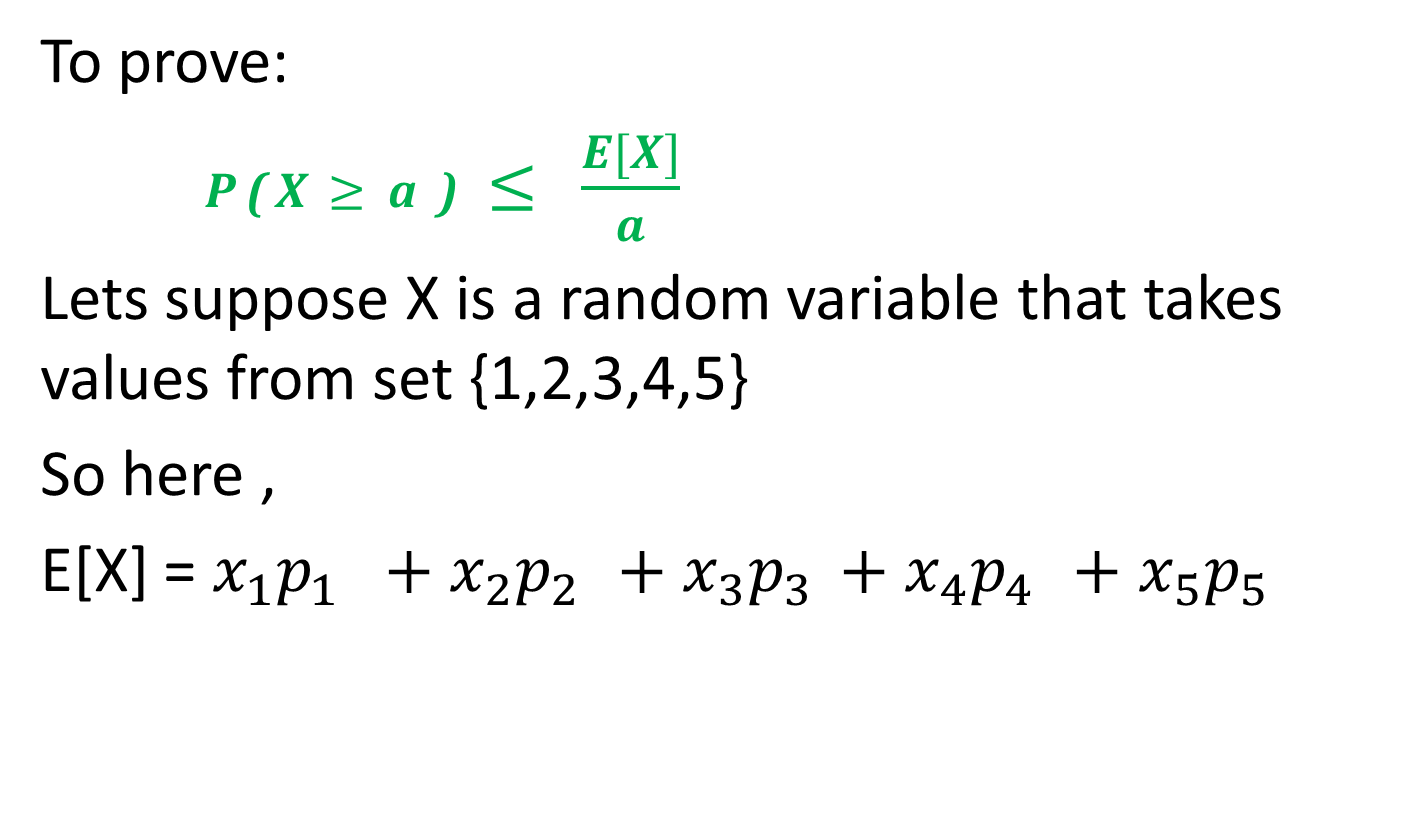 To prove:
P ( X ≥ a ) ≤ E[X] / a
Lets suppose X is a random variable that takes
values from set {1,2,3,4,5}
So here ,
E[X] = x₁p₁ + x₂p₂ + x₃p₃ + x₄p₄ + x₅p₅